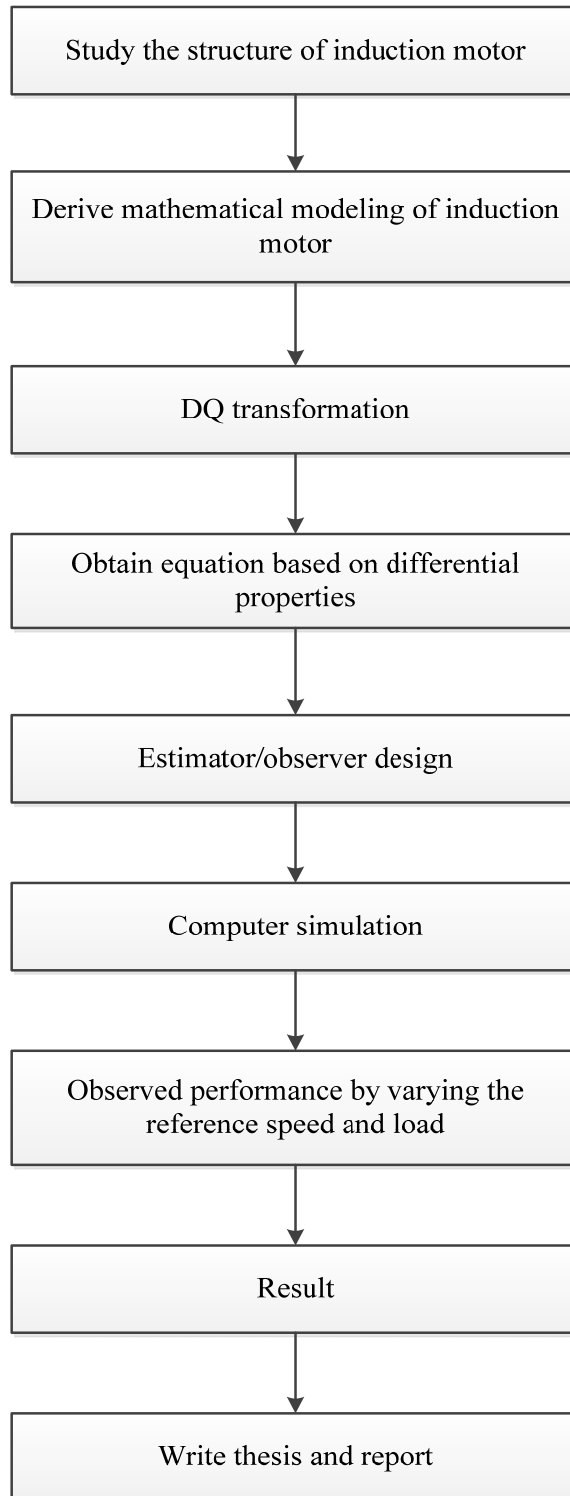 Study the structure of induction motor
Derive mathematical modeling of induction
motor
DQ transformation
Obtain equation based on differential
properties
Estimator/observer design
Computer simulation
Observed performance by varying the
reference speed and load
Result
Write thesis and report